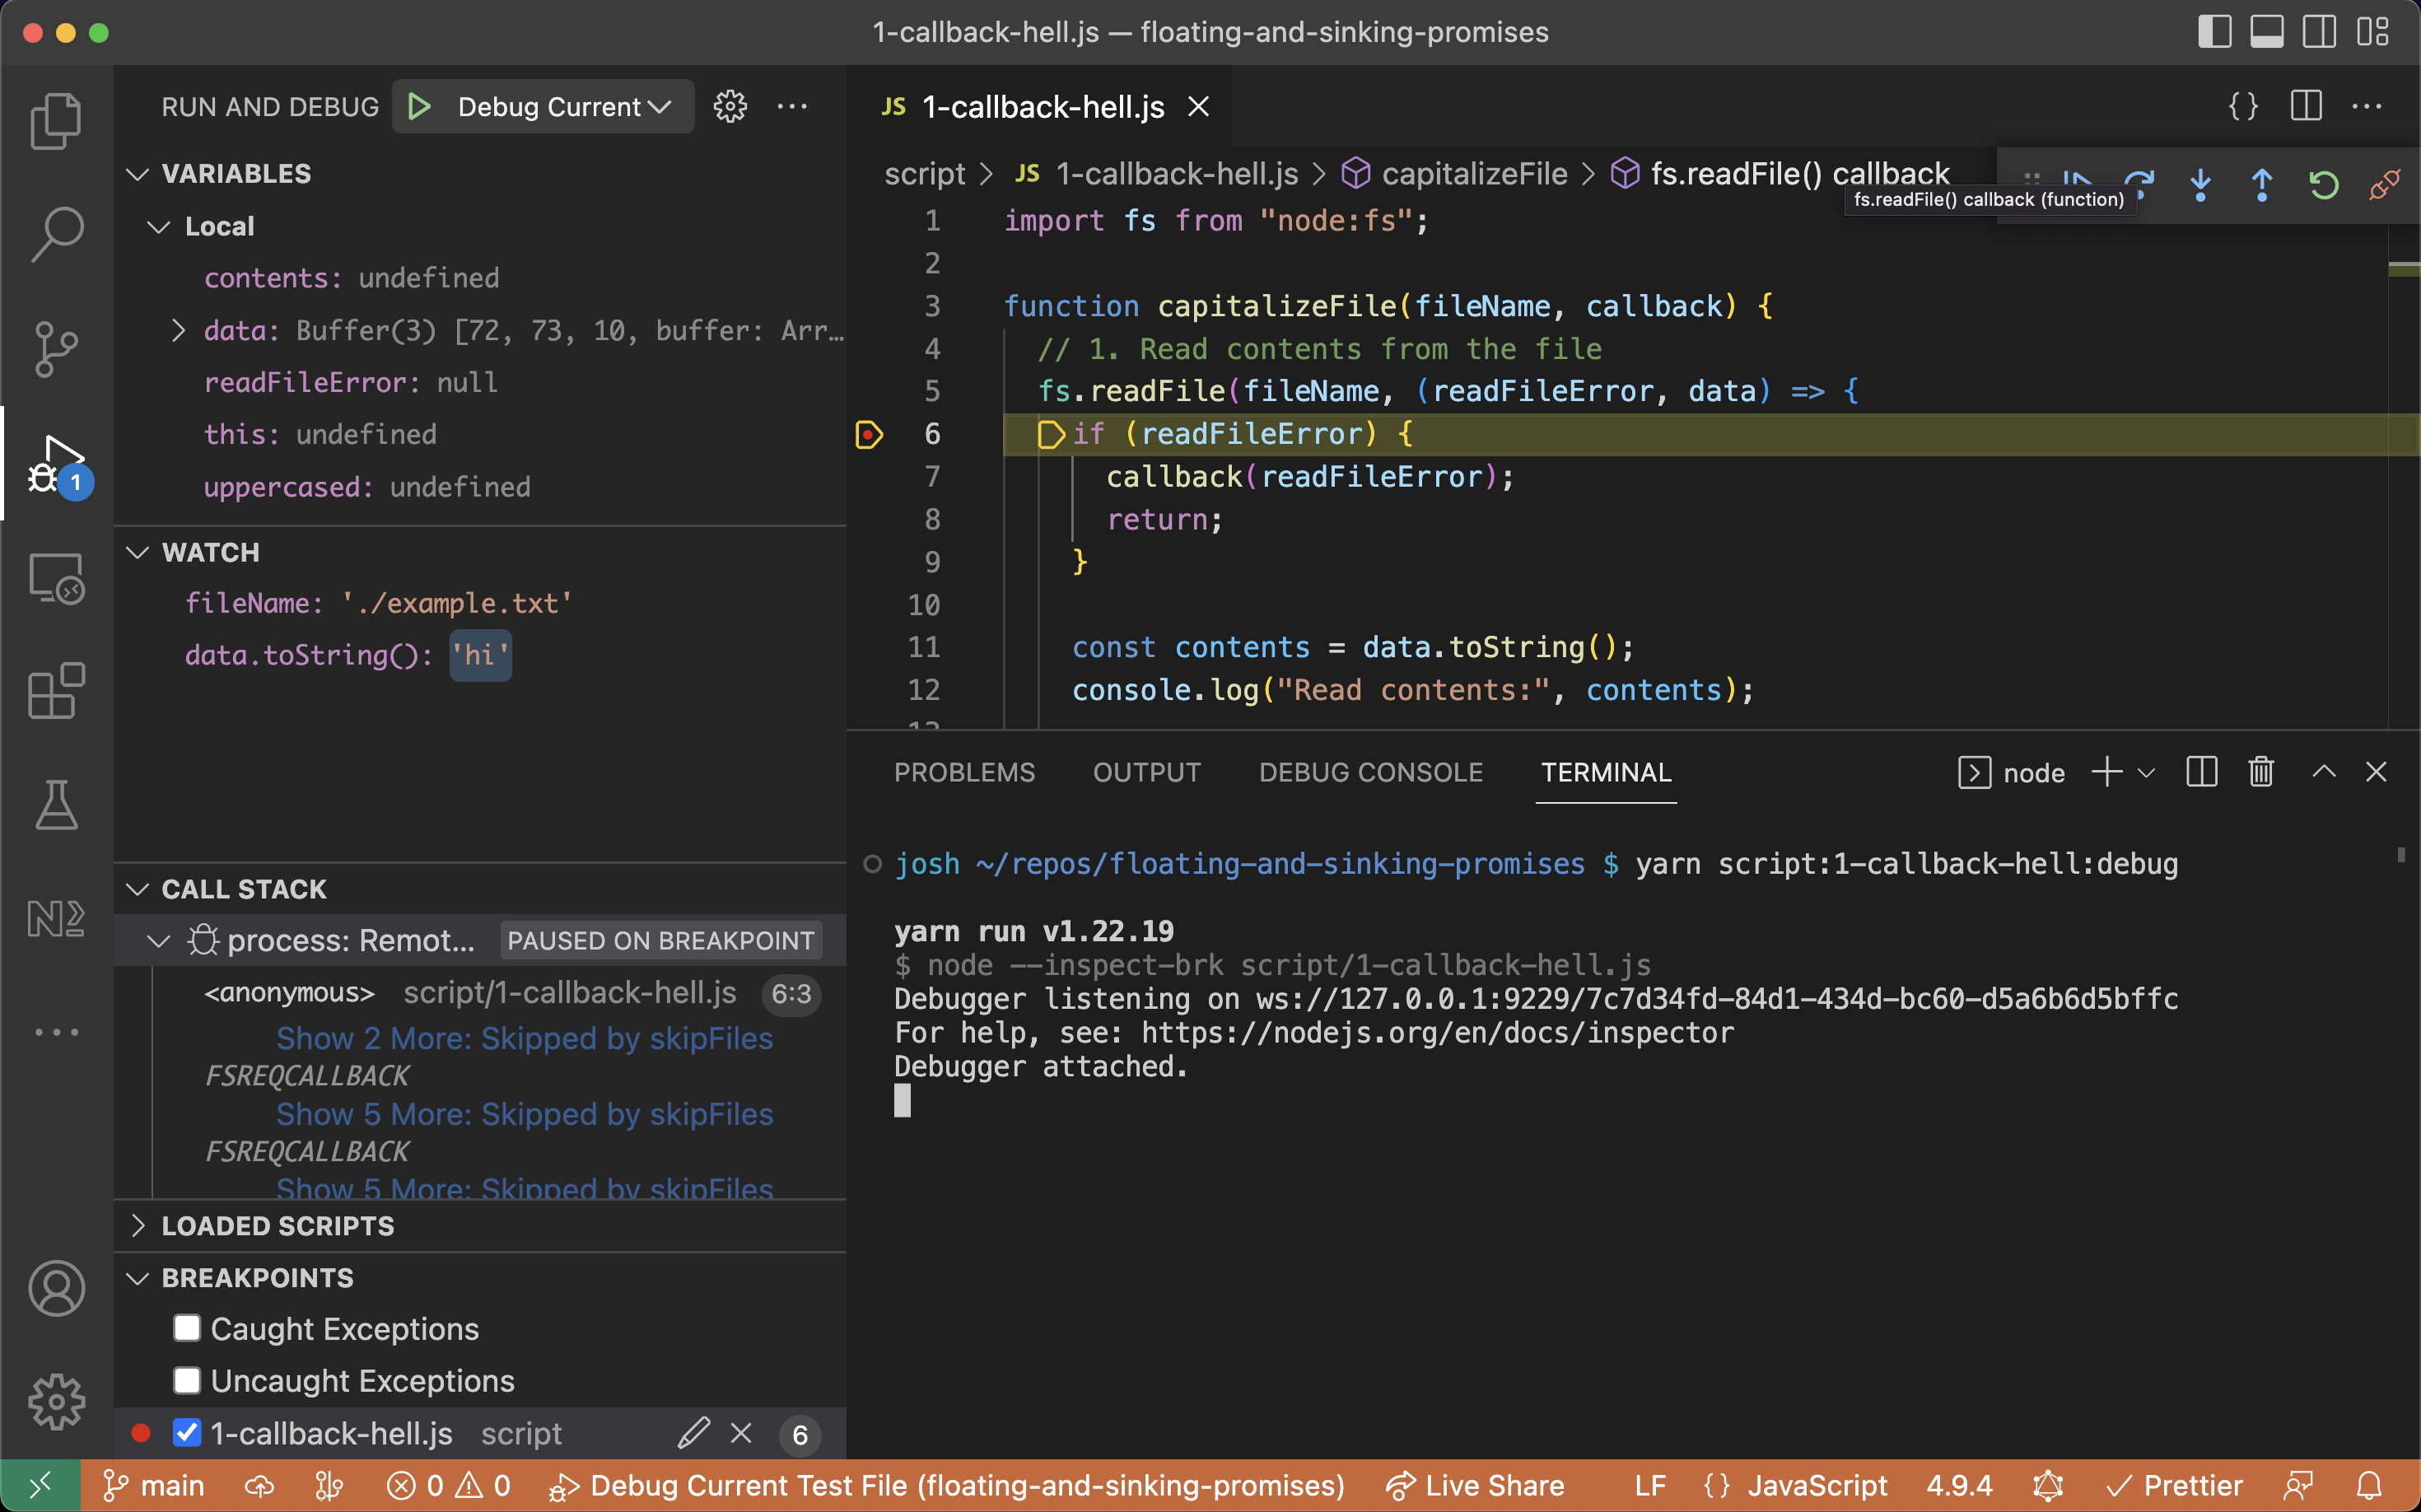 1-callback-hell.js — floating-and-sinking-promises
RUN AND DEBUG Debug Current
VARIABLES
Local
contents: undefined
data: Buffer(3) [72, 73, 10, buffer: Arr…
readFileError: null
this: undefined
uppercased: undefined
1
WATCH
fileName: './example.txt'
data.toString(): 'hi'
CALL STACK
process: Remot... PAUSED ON BREAKPOINT
<anonymous> script/1-callback-hell.js 6:3
Show 2 More: Skipped by skipFiles
FSREQCALLBACK
Show 5 More: Skipped by skipFiles
FSREQCALLBACK
Show 5 More: Skipped by skipFiles
LOADED SCRIPTS
BREAKPOINTS
Caught Exceptions
Uncaught Exceptions
1-callback-hell.js script 6
JS 1-callback-hell.js
script > JS 1-callback-hell.js > capitalizeFile > fs.readFile() callback
fs.readFile() callback (function)
1 import fs from "node:fs";
2
3 function capitalizeFile(fileName, callback) {
4 // 1. Read contents from the file
5 fs.readFile(fileName, (readFileError, data) => {
6 if (readFileError) {
7 callback(readFileError);
8 return;
9 }
10
11 const contents = data.toString();
12 console.log("Read contents:", contents);
13
PROBLEMS OUTPUT DEBUG CONSOLE TERMINAL node
josh ~/repos/floating-and-sinking-promises $ yarn script:1-callback-hell:debug
yarn run v1.22.19
$ node --inspect-brk script/1-callback-hell.js
Debugger listening on ws://127.0.0.1:9229/7c7d34fd-84d1-434d-bc60-d5a6b6d5bffc
For help, see: https://nodejs.org/en/docs/inspector
Debugger attached.
main 0 0 Debug Current Test File (floating-and-sinking-promises) Live Share LF {} JavaScript 4.9.4 Prettier